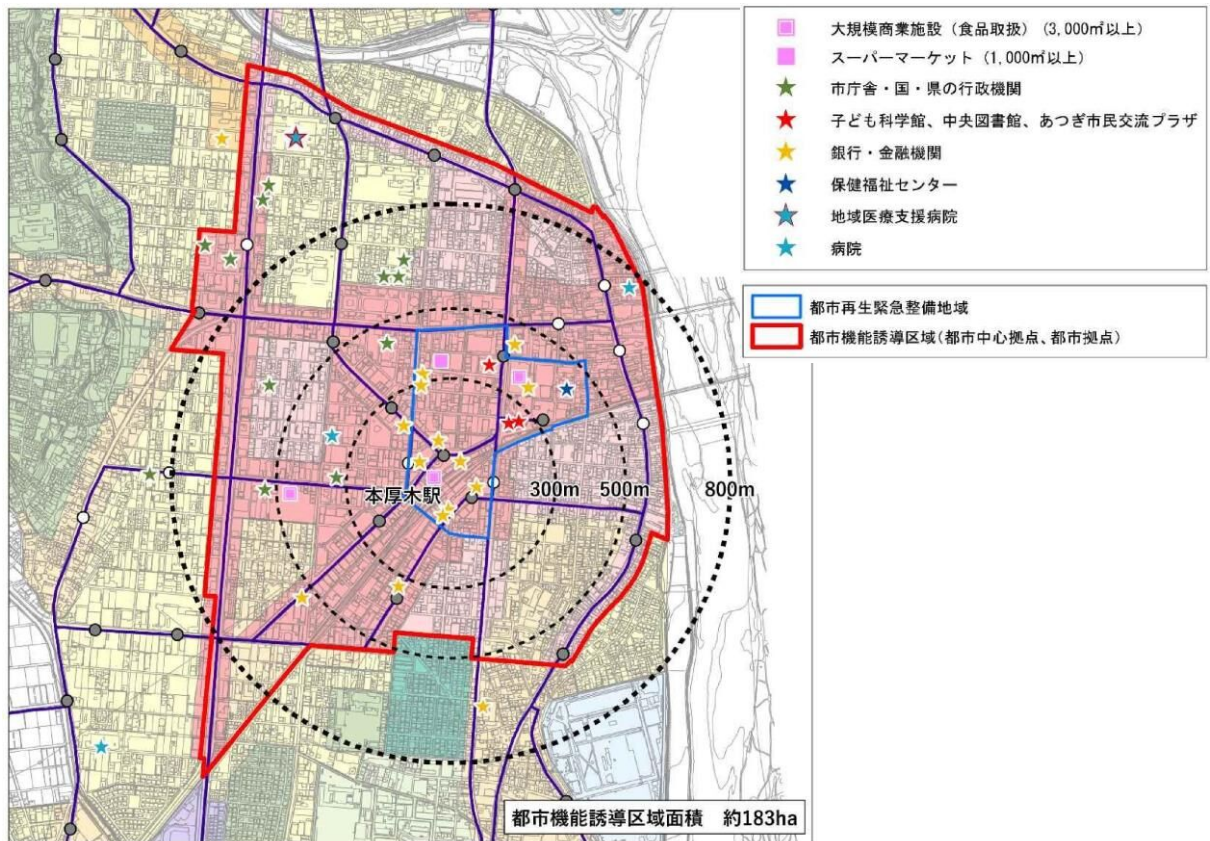 大規模商業施設（食品取扱）（3,000㎡以上）
スーパーマーケット（1,000㎡以上）
市庁舎・国・県の行政機関
子ども科学館、中央図書館、あつぎ市民交流プラザ
銀行・金融機関
保健福祉センター
地域医療支援病院
病院
都市再生緊急整備地域
都市機能誘導区域（都市中心拠点、都市拠点）
本厚木駅
300m
500m
800m
都市機能誘導区域面積　約183ha